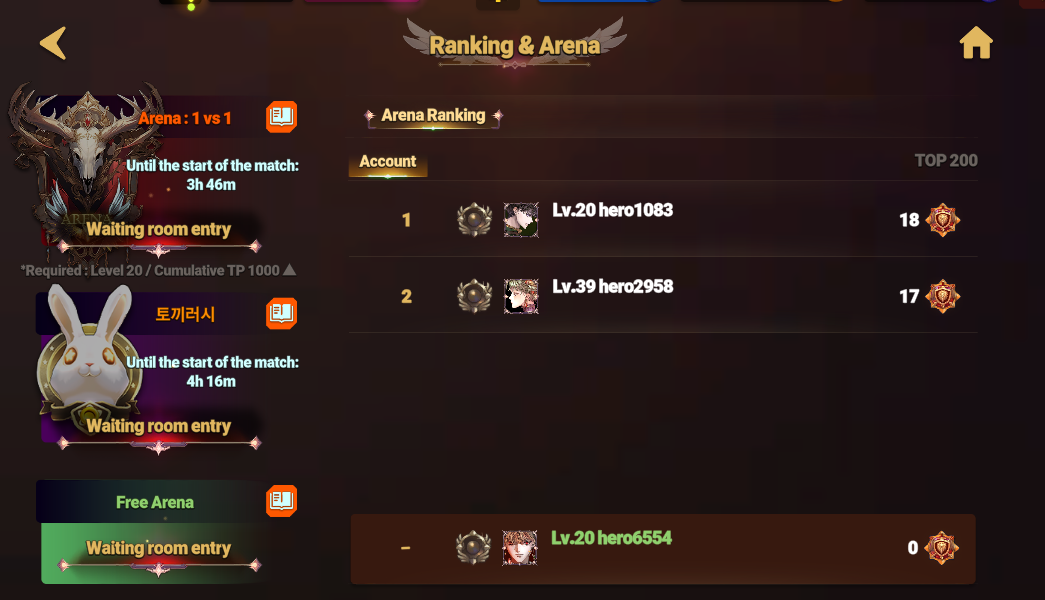 Ranking & Arena
Arena : 1 vs 1
Until the start of the match:
3h 46m
ARENA
Waiting room entry
*Required : Level 20 / Cumulative TP 1000 ▲
토끼러시
Until the start of the match:
4h 16m
Waiting room entry
Free Arena
Waiting room entry
Arena Ranking
Account
TOP 200
1 Lv.20 hero1083 18
2 Lv.39 hero2958 17
– Lv.20 hero6554 0